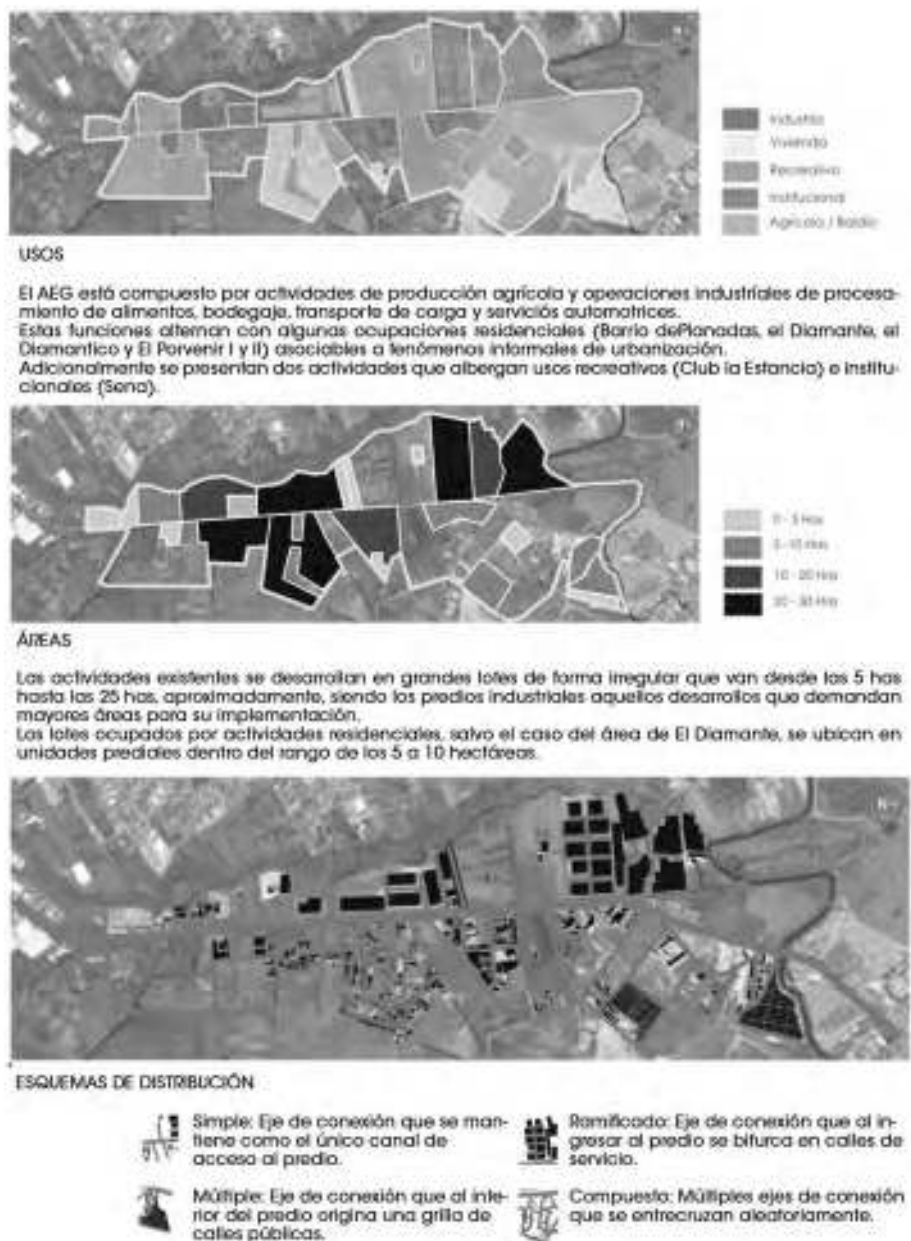 Industria
Vivienda
Recreativo
Institucional
Agrícola / Baldío
USOS
El AEG está compuesto por actividades de producción agrícola y operaciones industriales de procesa-
miento de alimentos, bodegaje, transporte de carga y servicios automotrices.
Estas funciones alternan con algunas ocupaciones residenciales (Barrio dePlanadas, el Diamante, el
Diamantico y El Porvenir I y II) asociables a fenómenos informales de urbanización.
Adicionalmente se presentan dos actividades que albergan usos recreativos (Club la Estancia) e institu-
cionales (Sena).
0 - 5 Has
5 - 10 Has
10 - 20 Has
20 - 30 Has
ÁREAS
Las actividades existentes se desarrollan en grandes lotes de forma irregular que van desde las 5 has
hasta las 25 has, aproximadamente, siendo los predios industriales aquellos desarrollos que demandan
mayores áreas para su implementación.
Los lotes ocupados por actividades residenciales, salvo el caso del área de El Diamante, se ubican en
unidades prediales dentro del rango de los 5 a 10 hectáreas.
ESQUEMAS DE DISTRIBUCIÓN
Simple: Eje de conexión que se man-
tiene como el único canal de
acceso al predio.
Múltiple: Eje de conexión que al inte-
rior del predio origina una grilla de
calles públicas.
Ramificado: Eje de conexión que al in-
gresar al predio se bifurca en calles de
servicio.
Compuesto: Múltiples ejes de conexión
que se entrecruzan aleatoriamente.